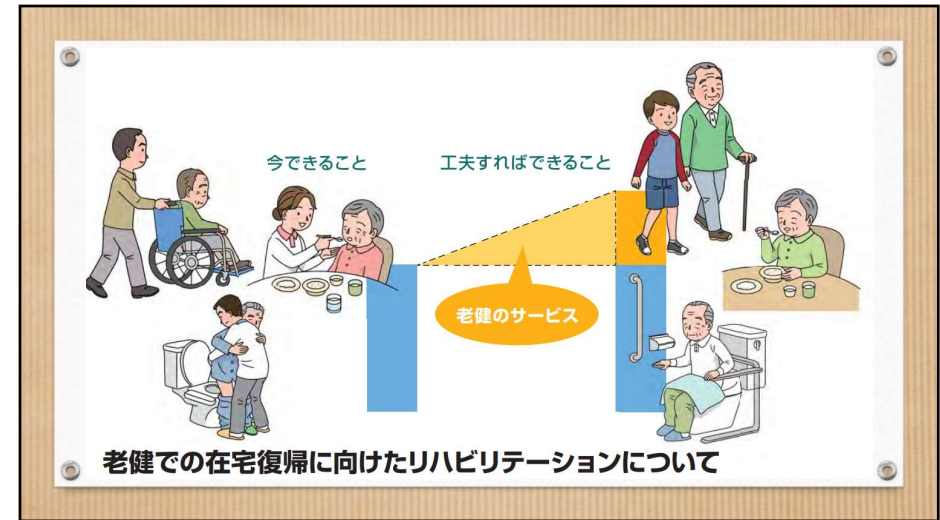 今できること
工夫すればできること
老健のサービス
老健での在宅復帰に向けたリハビリテーションについて